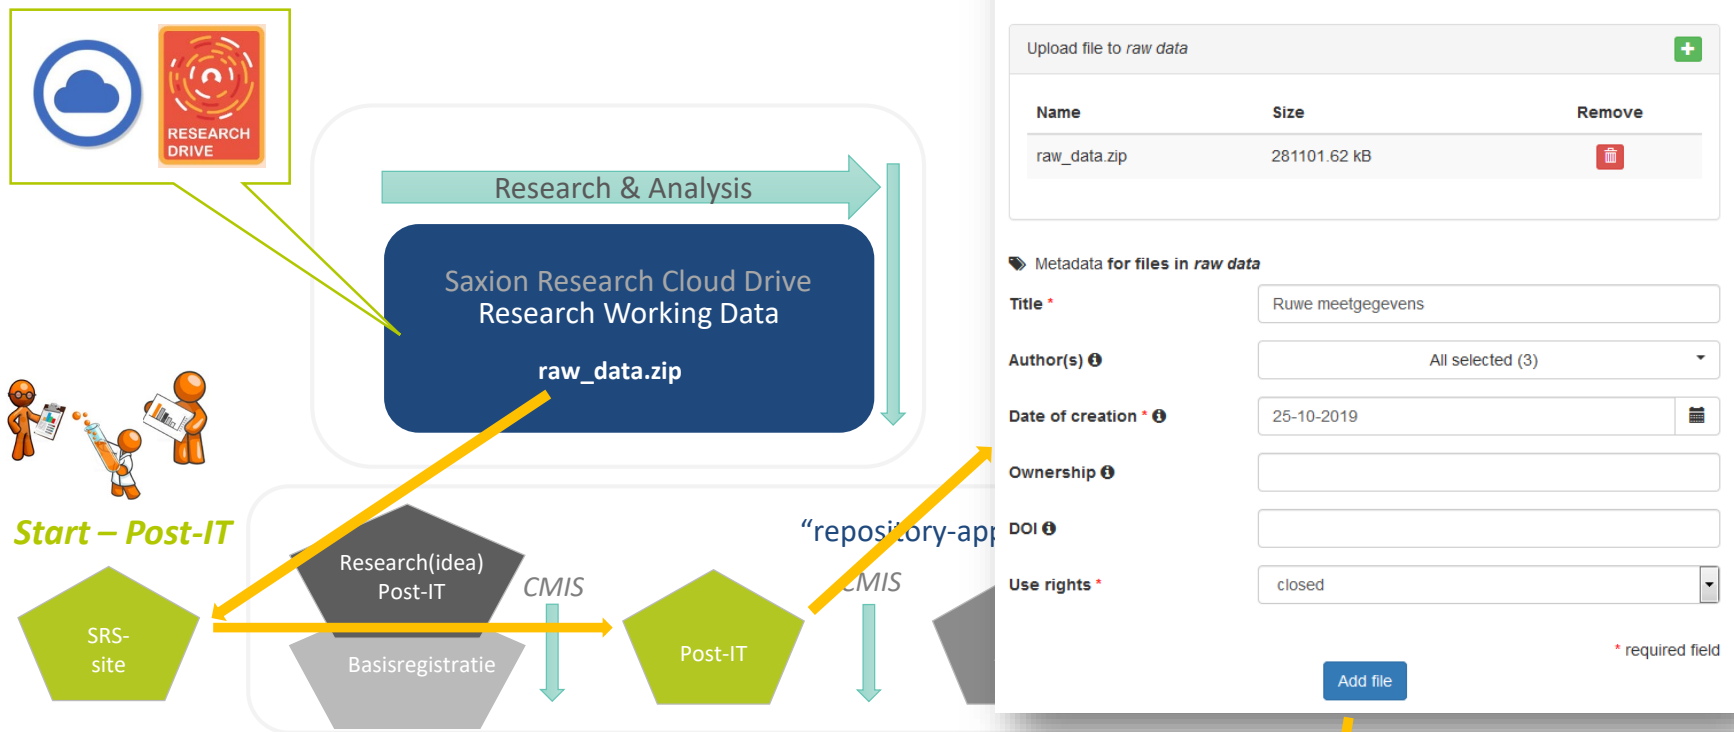 RESEARCH
DRIVE
Research & Analysis
Saxion Research Cloud Drive
Research Working Data
raw_data.zip
Start – Post-IT
SRS-
site
Research(idea)
Post-IT
Basisregistratie
CMIS
Post-IT
"repository-app
CMIS
Upload file to raw data
Name Size Remove
raw_data.zip 281101.62 kB
Metadata for files in raw data
Title * Ruwe meetgegevens
Author(s) All selected (3)
Date of creation * 25-10-2019
Ownership
DOI
Use rights * closed
* required field
Add file